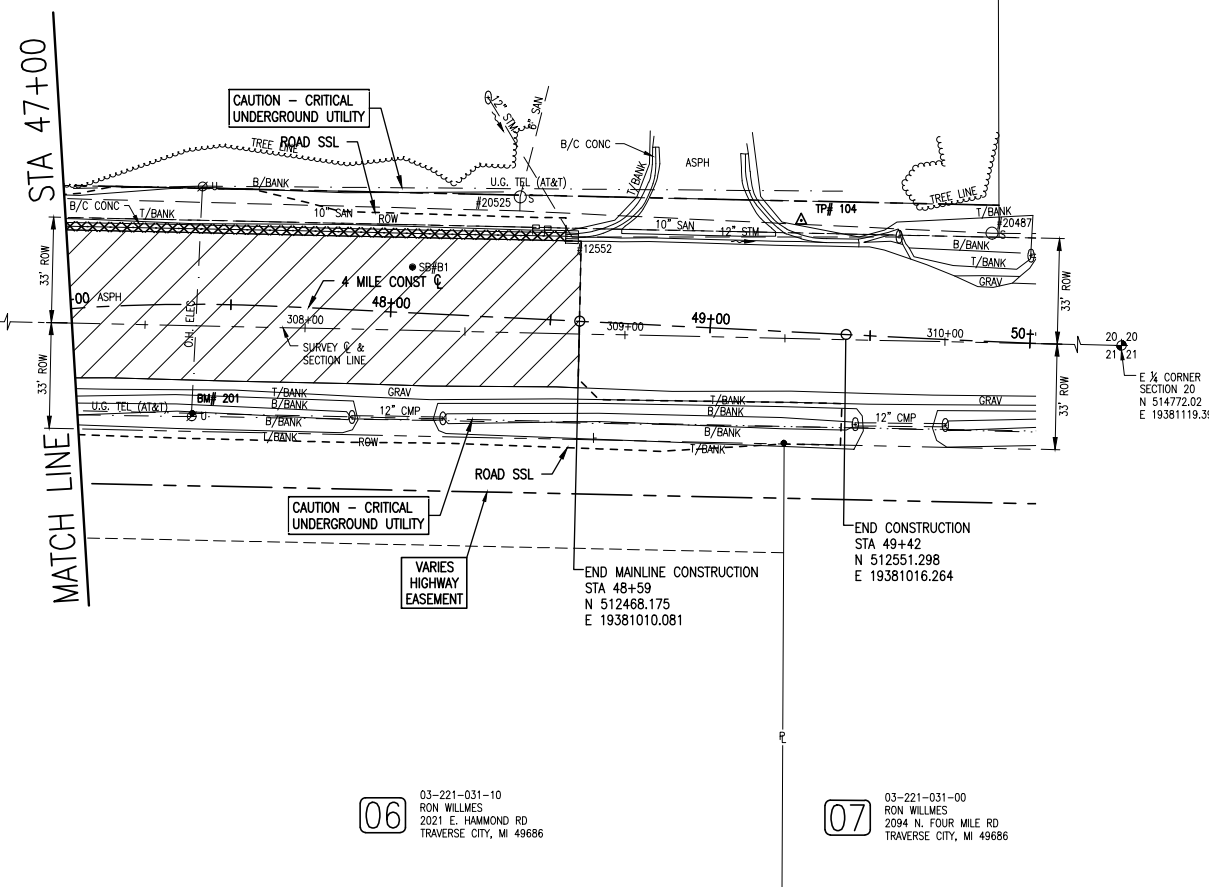 STA 47+00
MATCH LINE
CAUTION – CRITICAL
UNDERGROUND UTILITY
ROAD SSL
TREE LINE
12" STM
8" SAN
B/C CONC
T/BANK
ASPH
TREE LINE
B/BANK
U.G. TEL (AT&T)
U
S
#20525
B/C CONC
T/BANK
10" SAN
ROW
10" SAN
12" STM
TP# 104
T/BANK
#20487
S
B/BANK
T/BANK
GRAV
#12552
33' ROW
33' ROW
SB#B1
4 MILE CONST ℄
-00
ASPH
48+00
308+00
O.H. ELEC
SURVEY ℄ &
SECTION LINE
309+00
49+00
310+00
50+
20 20
21 21
E ¼ CORNER
SECTION 20
N 514772.02
E 19381119.39
33' ROW
33' ROW
T/BANK
GRAV
U.G. TEL (AT&T)
BM# 201
U
B/BANK
B/BANK
T/BANK
ROW
12" CMP
T/BANK
B/BANK
B/BANK
T/BANK
12" CMP
GRAV
ROAD SSL
CAUTION – CRITICAL
UNDERGROUND UTILITY
VARIES
HIGHWAY
EASEMENT
END MAINLINE CONSTRUCTION
STA 48+59
N 512468.175
E 19381010.081
END CONSTRUCTION
STA 49+42
N 512551.298
E 19381016.264
PL
06
03-221-031-10
RON WILLMES
2021 E. HAMMOND RD
TRAVERSE CITY, MI 49686
07
03-221-031-00
RON WILLMES
2094 N. FOUR MILE RD
TRAVERSE CITY, MI 49686